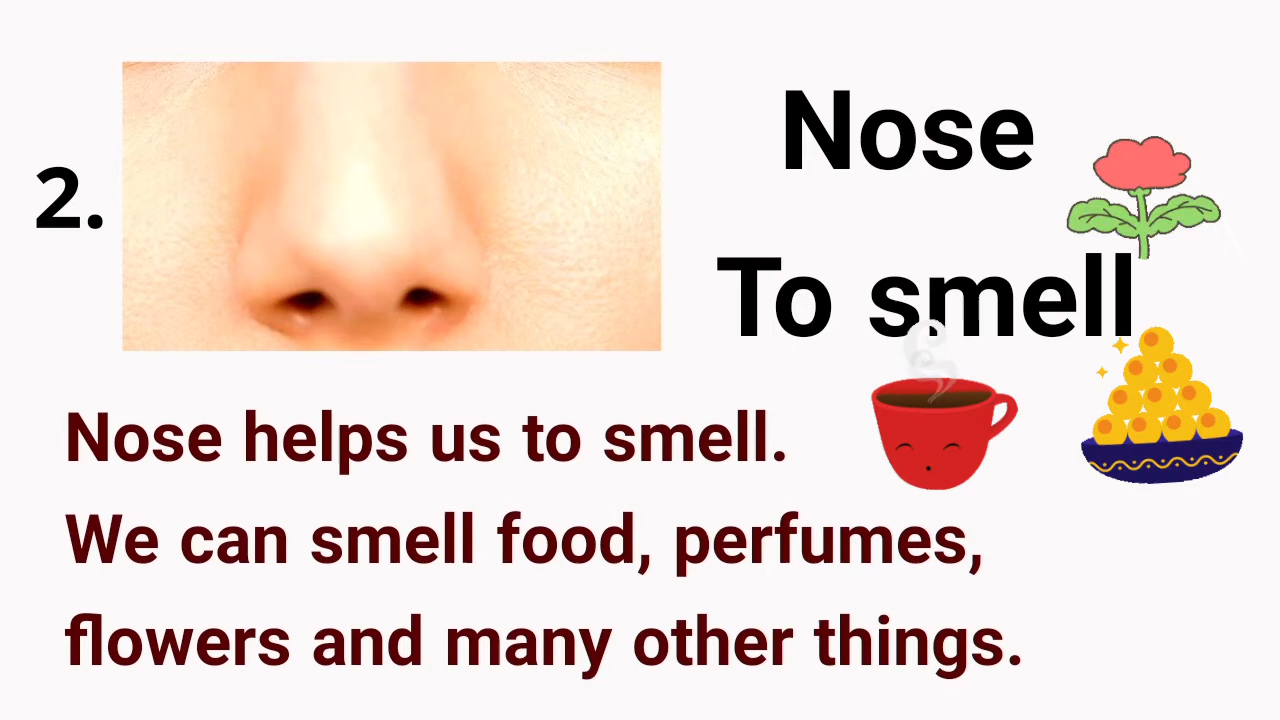 2.
Nose
To smell
Nose helps us to smell.
We can smell food, perfumes,
flowers and many other things.